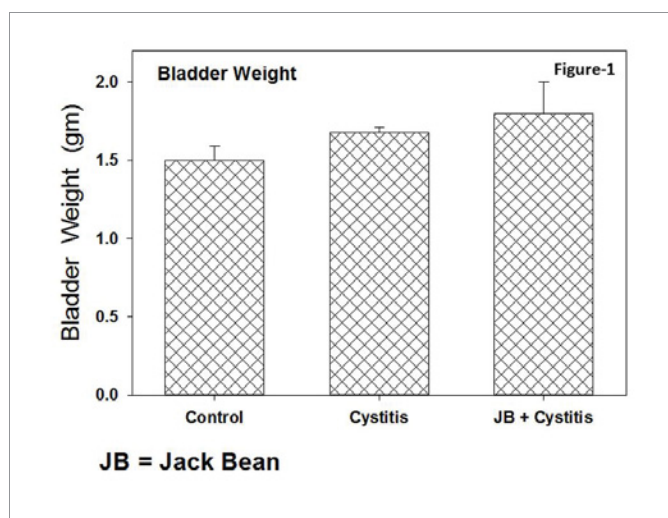 Bladder Weight
Figure-1
Bladder Weight (gm)
2.0
1.5
1.0
0.5
0.0
Control
Cystitis
JB + Cystitis
JB = Jack Bean